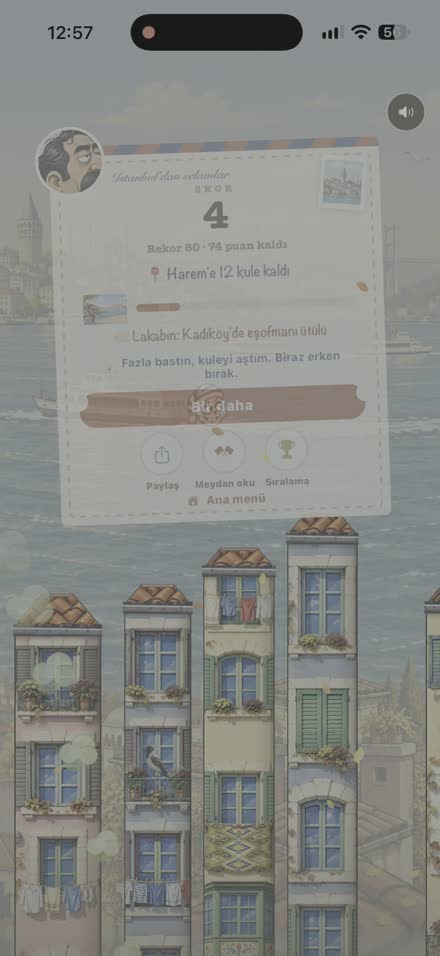 12:57
56
İstanbul'dan selamlar
SKOR
4
Rekor 80 · 74 puan kaldı
Harem'e 12 kule kaldı
Lakabın: Kadıköy'de eşofmanı ütülü
Fazla bastın, kuleyi aştım. Biraz erken
bırak.
daha
Paylaş
Meydan oku
Sıralama
Ana menü